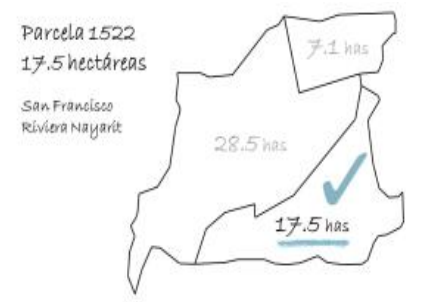 Parcela 1522
17.5 hectáreas
San Francisco
Riviera Nayarit
7.1 has
28.5 has
17.5 has